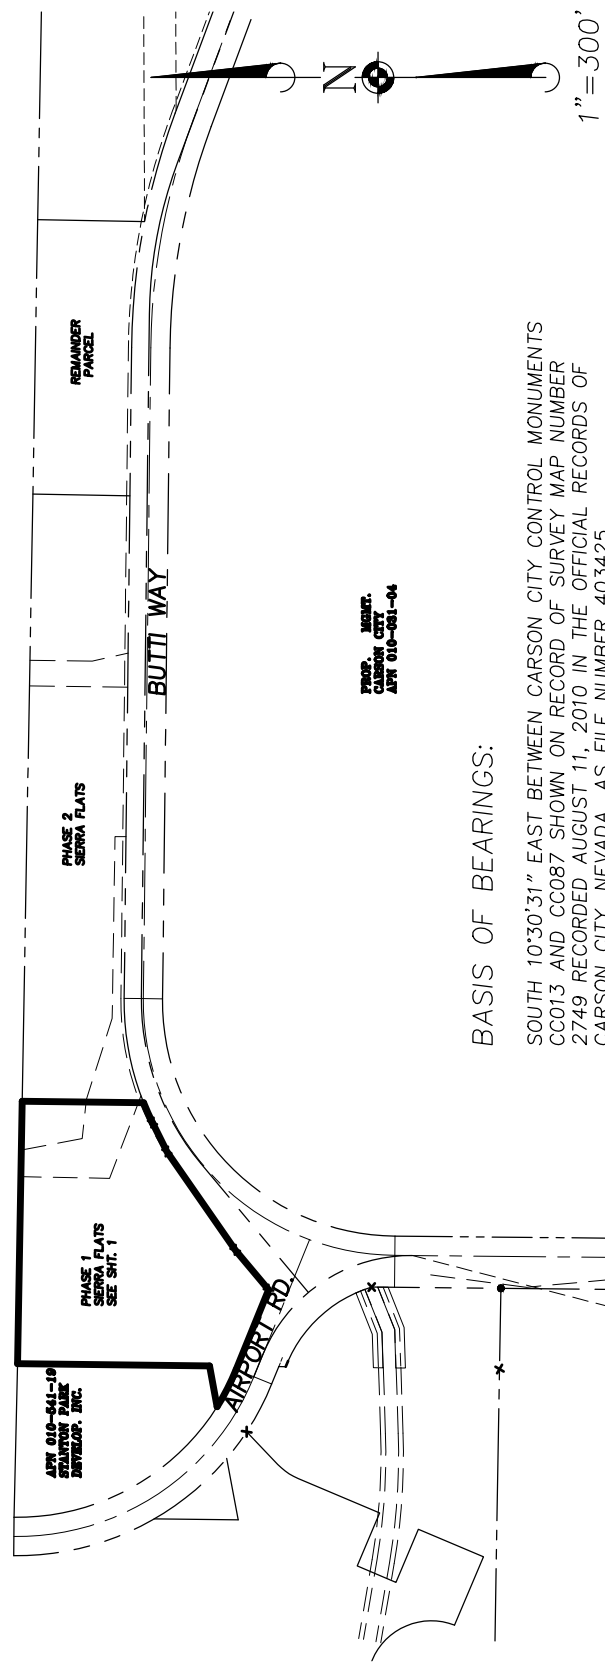 N
1"=300'
REMAINDER
PARCEL
BUTTI WAY
PHASE 2
SIERRA FLATS
PROP. MGMT.
CARSON CITY
APN 010-031-04
PHASE 1
SIERRA FLATS
SEE SHT. 1
AIRPORT RD.
APN 010-541-19
STANTON PARK
DEVELOP. INC.
BASIS OF BEARINGS:
SOUTH 10°30'31" EAST BETWEEN CARSON CITY CONTROL MONUMENTS
CC013 AND CC087 SHOWN ON RECORD OF SURVEY MAP NUMBER
2749 RECORDED AUGUST 11, 2010 IN THE OFFICIAL RECORDS OF
CARSON CITY, NEVADA, AS FILE NUMBER 403425